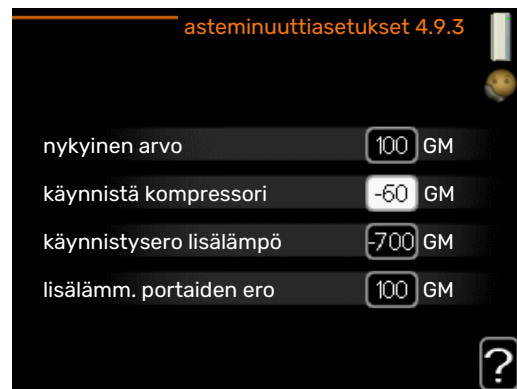 asteminuuttiasetukset 4.9.3
nykyinen arvo 100 GM
käynnistä kompressori -60 GM
käynnistysero lisälämpö -700 GM
lisälämm. portaiden ero 100 GM
?